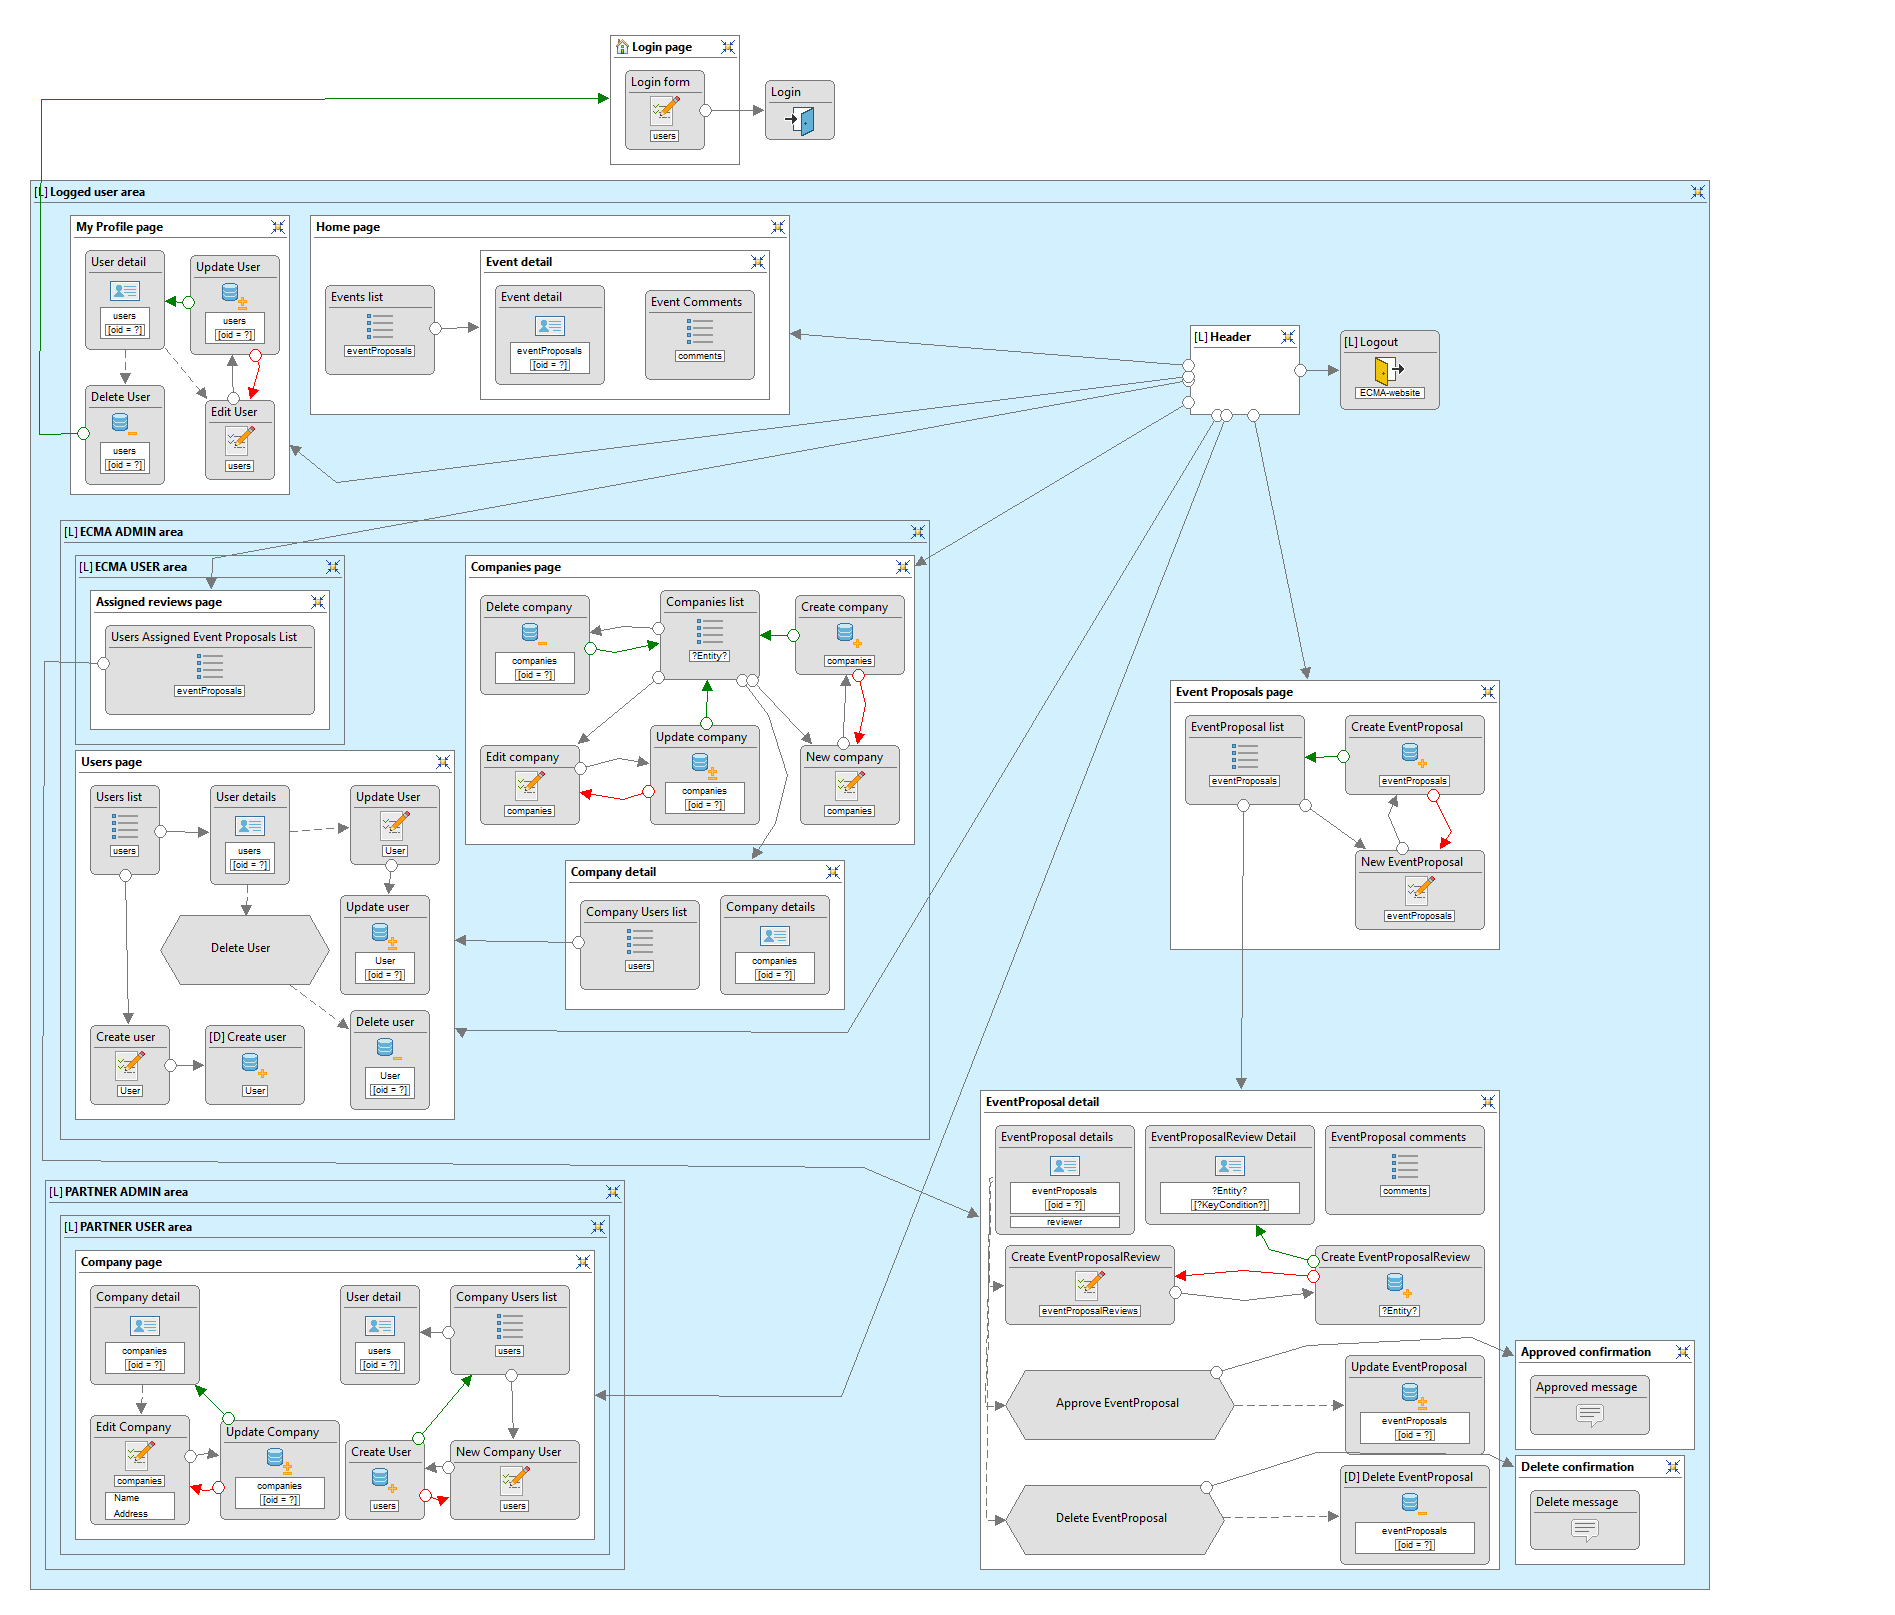 Login page
Login form
users
Login
[L] Logged user area
My Profile page
User detail
users
[oid = ?]
Update User
users
[oid = ?]
Delete User
users
[oid = ?]
Edit User
users
Home page
Events list
eventProposals
Event detail
Event detail
eventProposals
[oid = ?]
Event Comments
comments
[L] Header
[L] Logout
ECMA-website
[L] ECMA ADMIN area
[L] ECMA USER area
Assigned reviews page
Users Assigned Event Proposals List
eventProposals
Companies page
Delete company
companies
[oid = ?]
Companies list
?Entity?
Create company
companies
Edit company
companies
Update company
companies
[oid = ?]
New company
companies
Users page
Users list
users
User details
users
[oid = ?]
Update User
User
Update user
User
[oid = ?]
Delete User
Create user
User
[D] Create user
User
Delete user
User
[oid = ?]
Company detail
Company Users list
users
Company details
companies
[oid = ?]
Event Proposals page
EventProposal list
eventProposals
Create EventProposal
eventProposals
New EventProposal
eventProposals
EventProposal detail
EventProposal details
eventProposals
[oid = ?]
reviewer
EventProposalReview Detail
?Entity?
[?KeyCondition?]
EventProposal comments
comments
Create EventProposalReview
eventProposalReviews
Create EventProposalReview
?Entity?
Approve EventProposal
Update EventProposal
eventProposals
[oid = ?]
Delete EventProposal
[D] Delete EventProposal
eventProposals
[oid = ?]
Approved confirmation
Approved message
Delete confirmation
Delete message
[L] PARTNER ADMIN area
[L] PARTNER USER area
Company page
Company detail
companies
[oid = ?]
User detail
users
[oid = ?]
Company Users list
users
Edit Company
companies
Name
Address
Update Company
companies
[oid = ?]
Create User
users
New Company User
users